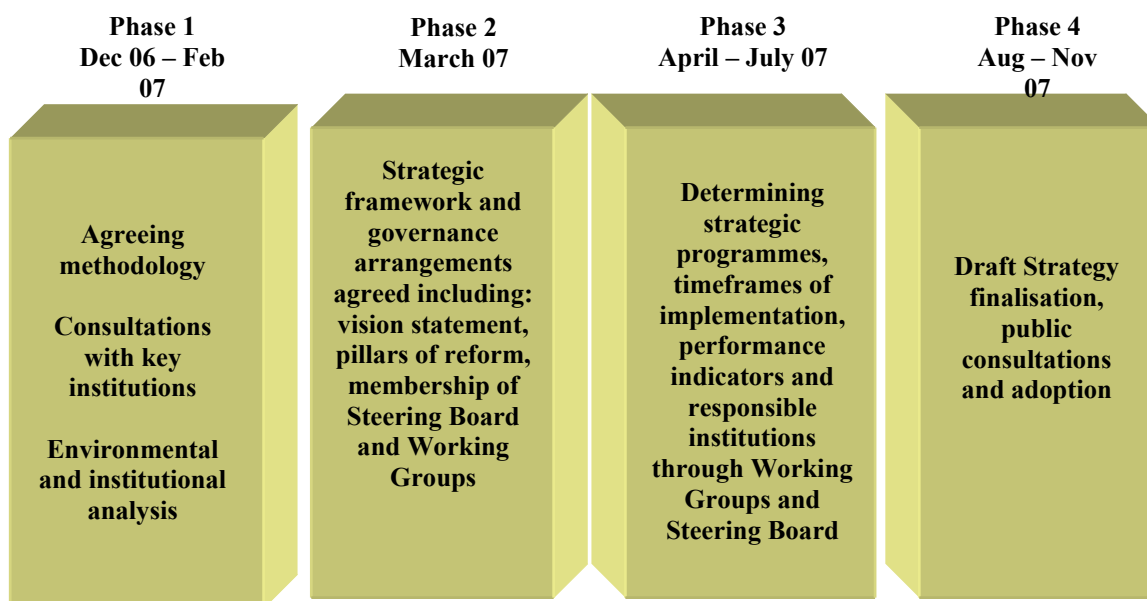 Phase 1
Dec 06 – Feb
07
Agreeing
methodology
Consultations
with key
institutions
Environmental
and institutional
analysis
Phase 2
March 07
Strategic
framework and
governance
arrangements
agreed including:
vision statement,
pillars of reform,
membership of
Steering Board
and Working
Groups
Phase 3
April – July 07
Determining
strategic
programmes,
timeframes of
implementation,
performance
indicators and
responsible
institutions
through Working
Groups and
Steering Board
Phase 4
Aug – Nov
07
Draft Strategy
finalisation,
public
consultations
and adoption